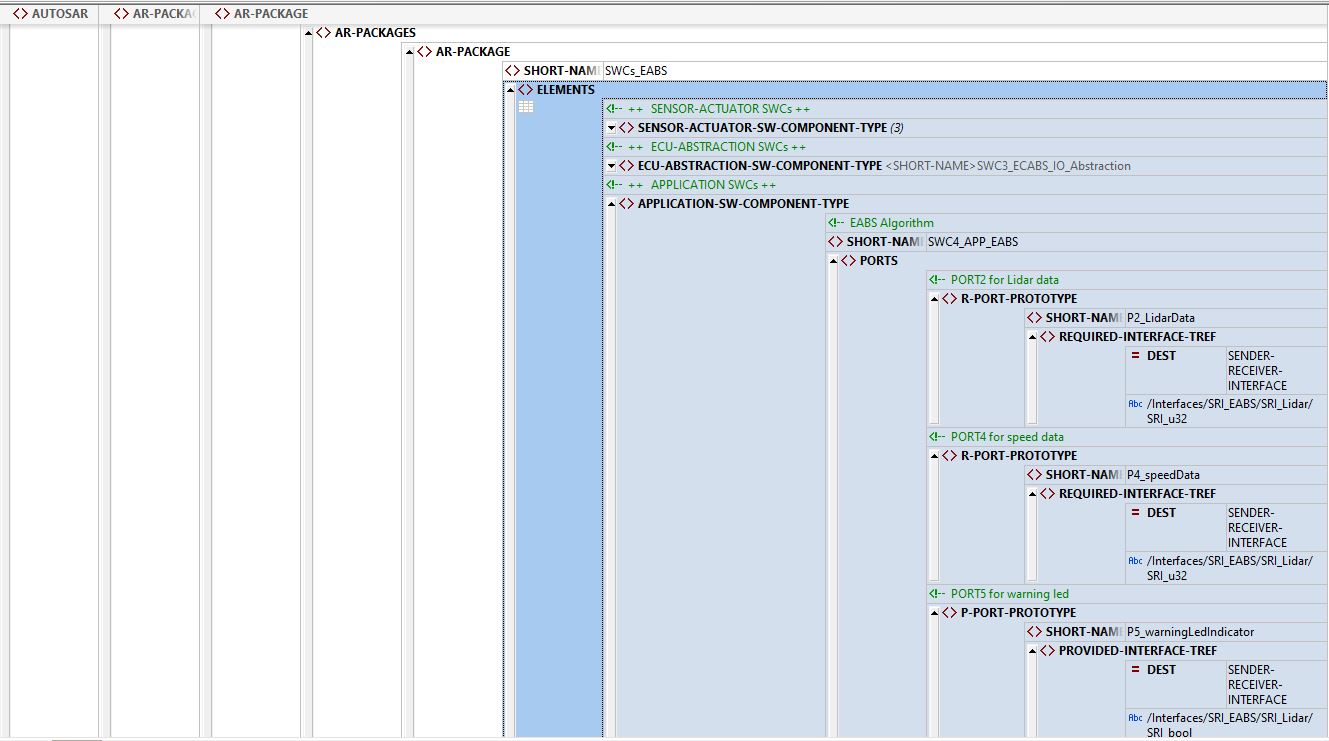 AUTOSAR AR-PACKAG AR-PACKAGE
AR-PACKAGES
AR-PACKAGE
SHORT-NAM SWCs_EABS
ELEMENTS
<!-- ++ SENSOR-ACTUATOR SWCs ++
SENSOR-ACTUATOR-SW-COMPONENT-TYPE (3)
<!-- ++ ECU-ABSTRACTION SWCs ++
ECU-ABSTRACTION-SW-COMPONENT-TYPE <SHORT-NAME>SWC3_ECABS_IO_Abstraction
<!-- ++ APPLICATION SWCs ++
APPLICATION-SW-COMPONENT-TYPE
<!-- EABS Algorithm
SHORT-NAM SWC4_APP_EABS
PORTS
<!-- PORT2 for Lidar data
R-PORT-PROTOTYPE
SHORT-NAM P2_LidarData
REQUIRED-INTERFACE-TREF
= DEST SENDER-
RECEIVER-
INTERFACE
Abc /Interfaces/SRI_EABS/SRI_Lidar/
SRI_u32
<!-- PORT4 for speed data
R-PORT-PROTOTYPE
SHORT-NAM P4_speedData
REQUIRED-INTERFACE-TREF
= DEST SENDER-
RECEIVER-
INTERFACE
Abc /Interfaces/SRI_EABS/SRI_Lidar/
SRI_u32
<!-- PORT5 for warning led
P-PORT-PROTOTYPE
SHORT-NAM P5_warningLedIndicator
PROVIDED-INTERFACE-TREF
= DEST SENDER-
RECEIVER-
INTERFACE
Abc /Interfaces/SRI_EABS/SRI_Lidar/
SRI_bool